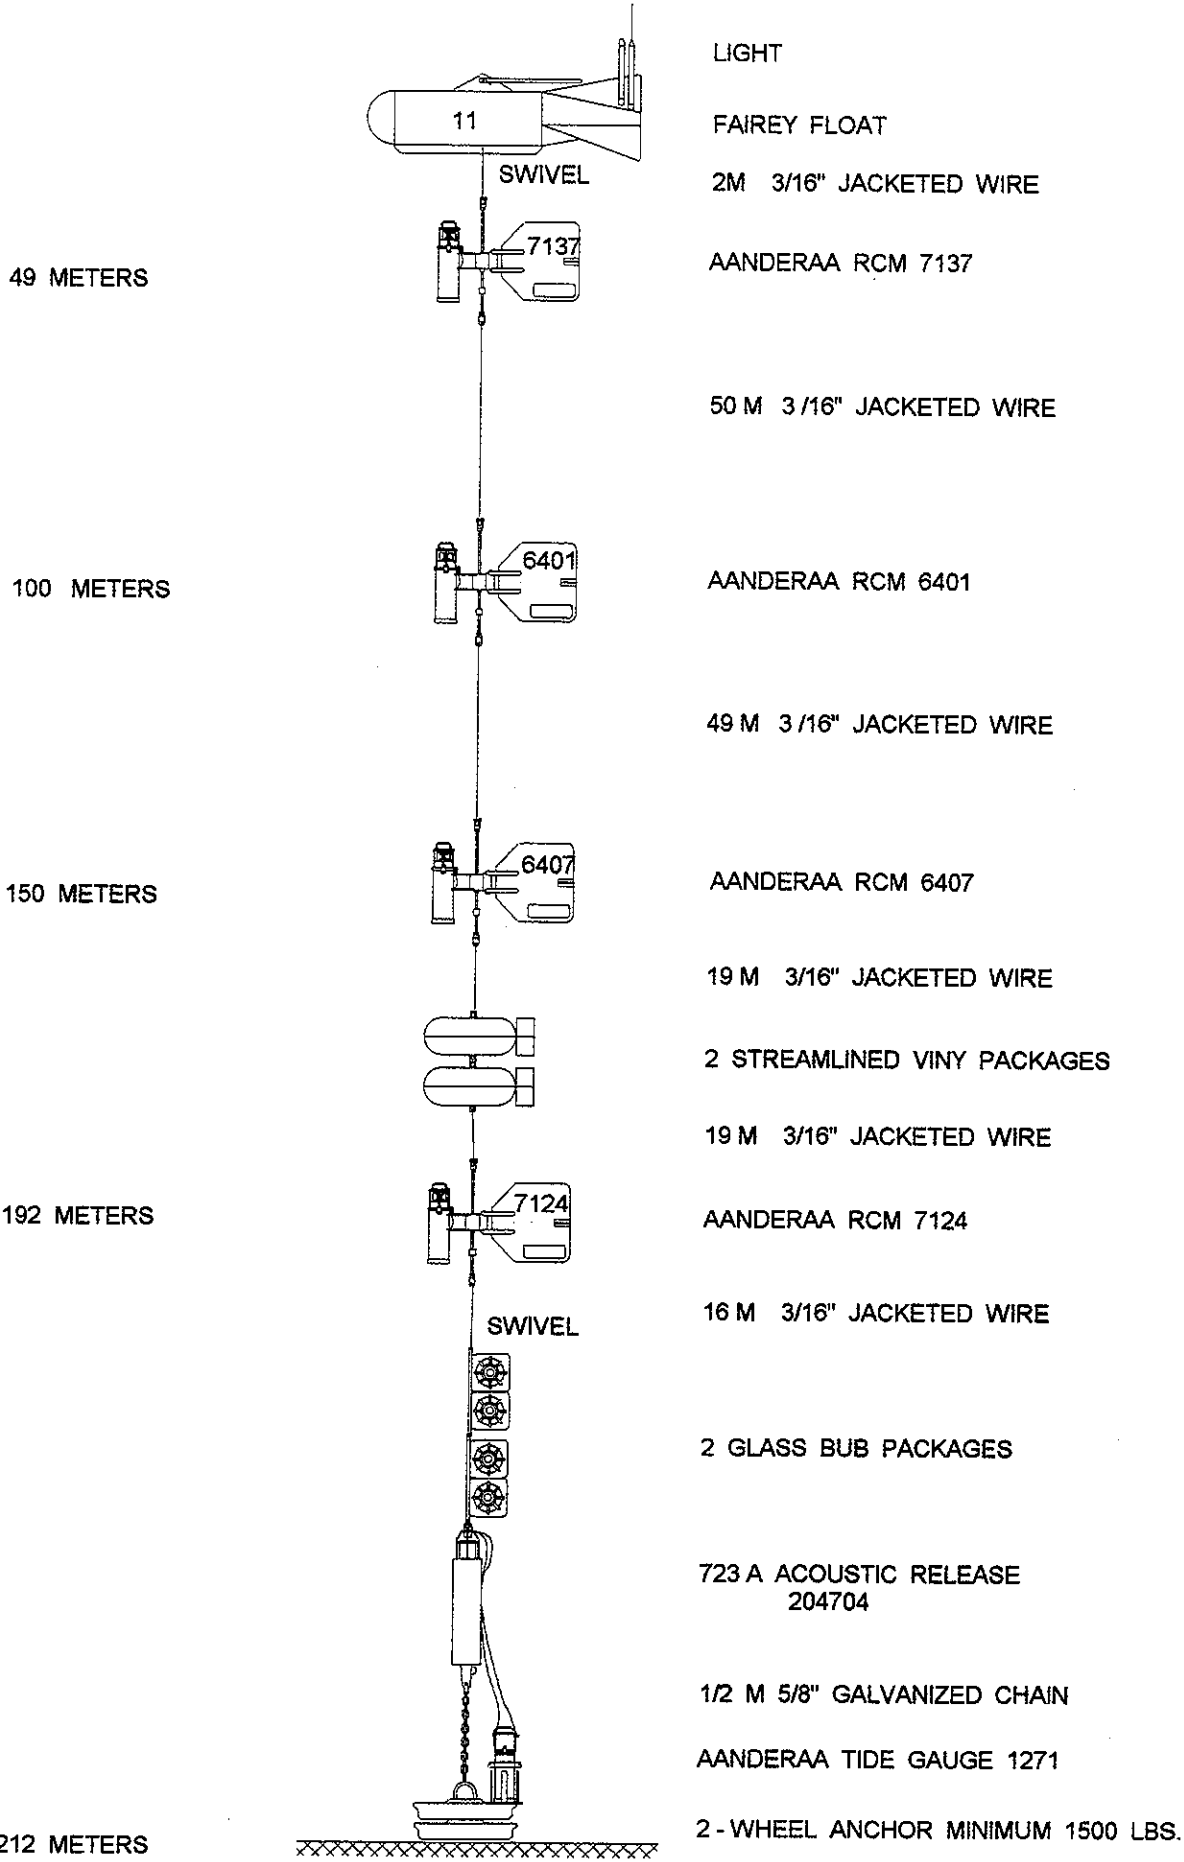 LIGHT
11
FAIREY FLOAT
SWIVEL
2M 3/16" JACKETED WIRE
7137
49 METERS
AANDERAA RCM 7137
50 M 3/16" JACKETED WIRE
6401
100 METERS
AANDERAA RCM 6401
49 M 3/16" JACKETED WIRE
6407
150 METERS
AANDERAA RCM 6407
19 M 3/16" JACKETED WIRE
2 STREAMLINED VINY PACKAGES
19 M 3/16" JACKETED WIRE
7124
192 METERS
AANDERAA RCM 7124
16 M 3/16" JACKETED WIRE
SWIVEL
2 GLASS BUB PACKAGES
723 A ACOUSTIC RELEASE
204704
1/2 M 5/8" GALVANIZED CHAIN
AANDERAA TIDE GAUGE 1271
2 - WHEEL ANCHOR MINIMUM 1500 LBS.
212 METERS